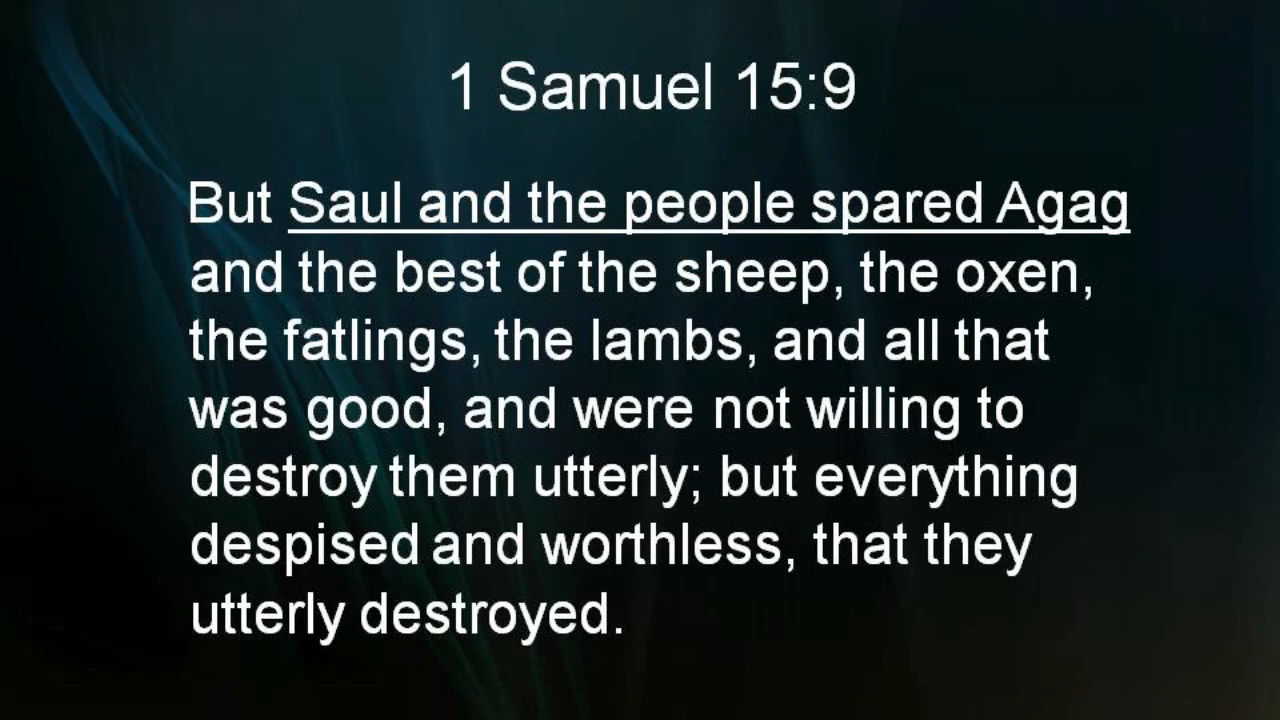 1 Samuel 15:9
But Saul and the people spared Agag
and the best of the sheep, the oxen,
the fatlings, the lambs, and all that
was good, and were not willing to
destroy them utterly; but everything
despised and worthless, that they
utterly destroyed.